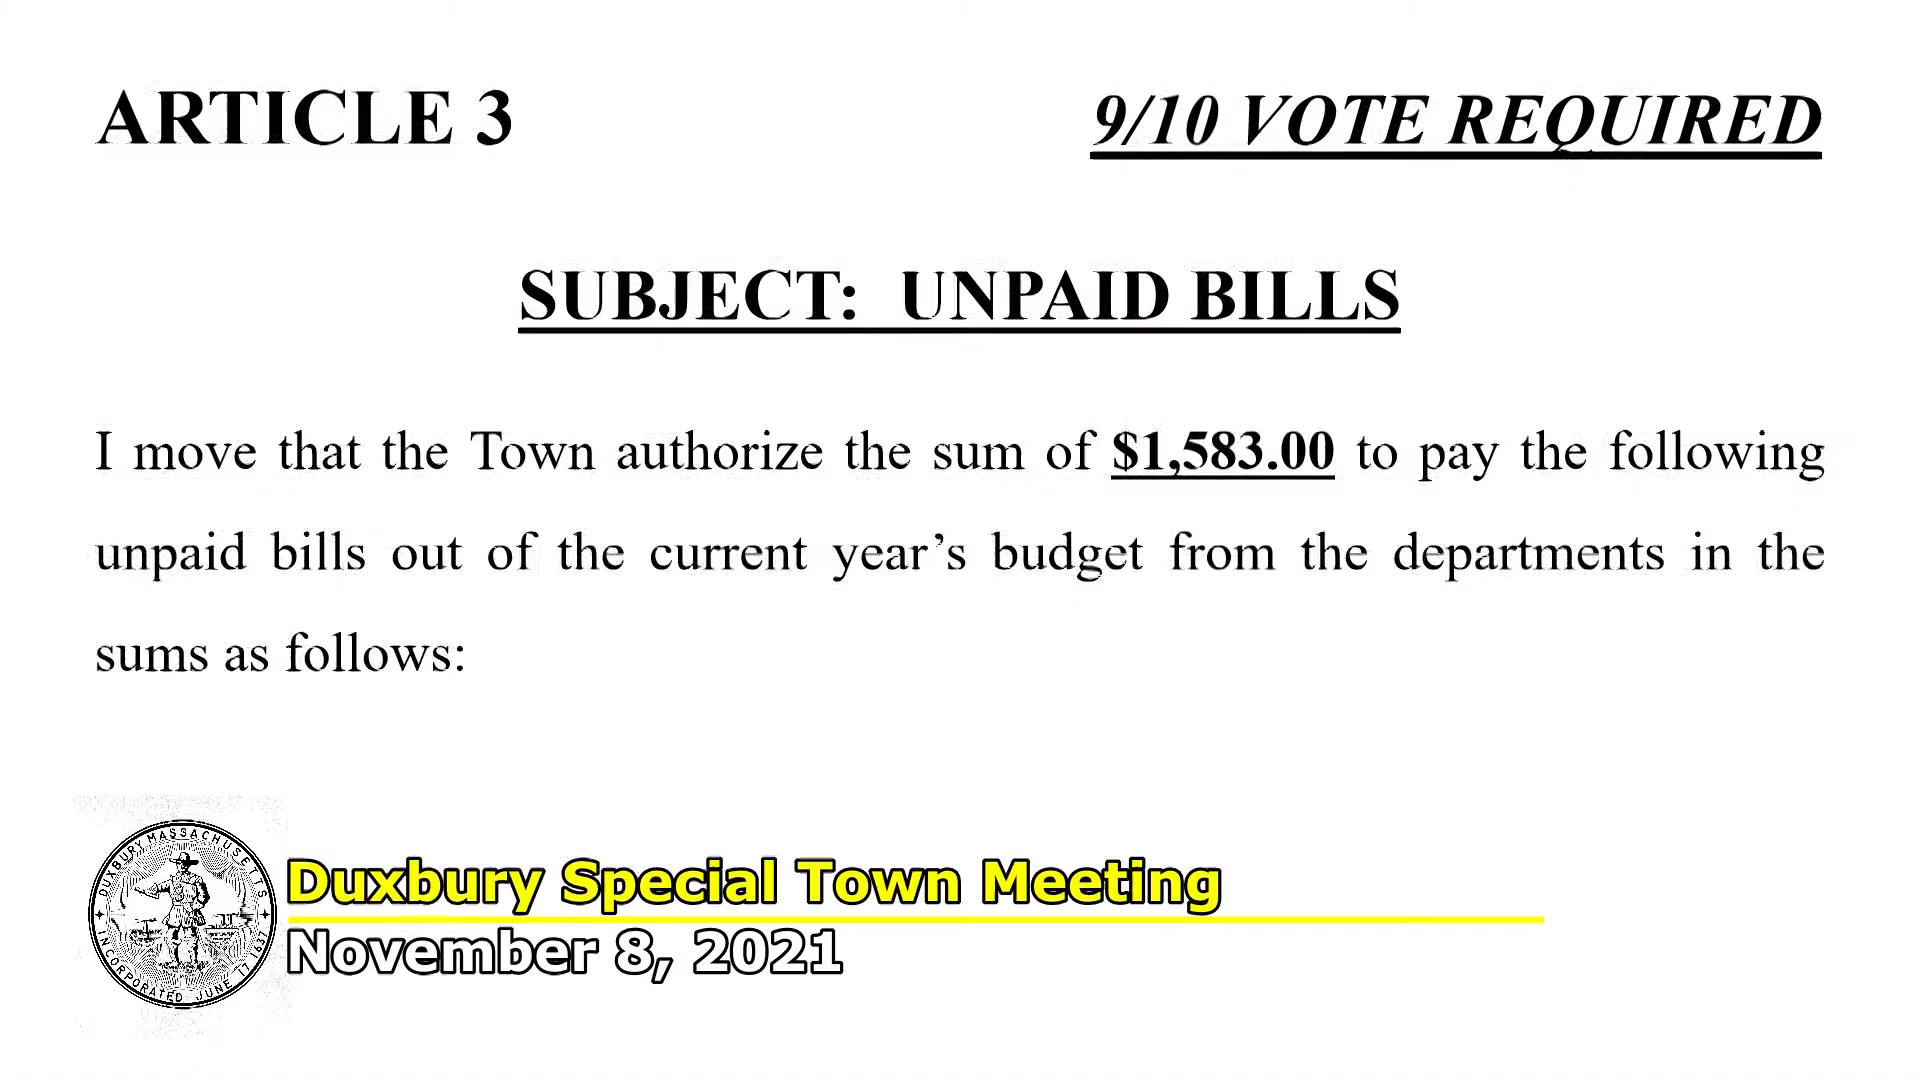 ARTICLE 3
9/10 VOTE REQUIRED
SUBJECT: UNPAID BILLS
I move that the Town authorize the sum of $1,583.00 to pay the following
unpaid bills out of the current year’s budget from the departments in the
sums as follows:
DUXBURY MASSACHUSETTS
INCORPORATED JUNE 17 1637
Duxbury Special Town Meeting
November 8, 2021